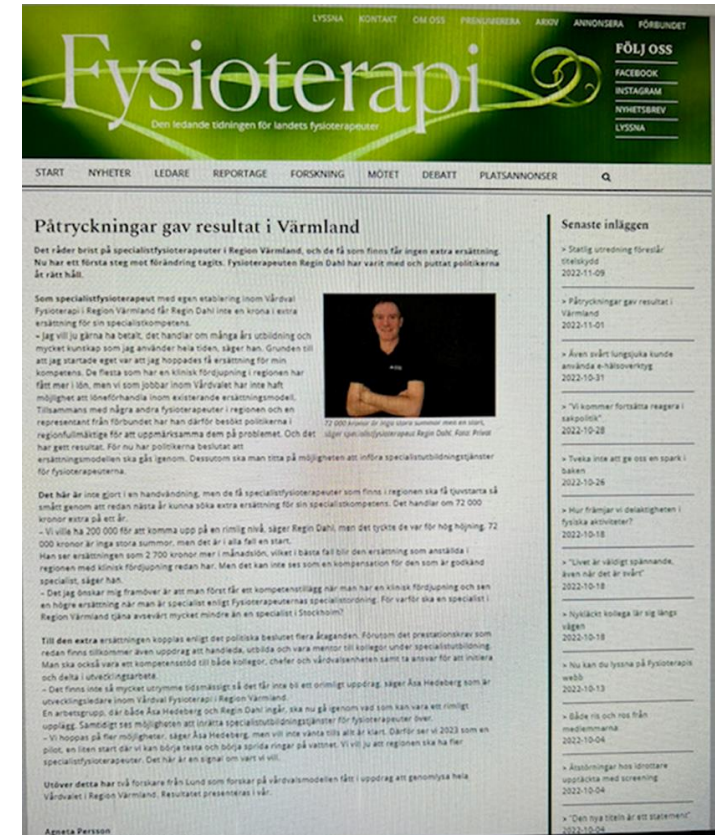 LYSSNA KONTAKT OM OSS PRENUMERERA ARKIV ANNONSERA FÖRBUNDET
Fysioterapi
Den ledande tidningen för landets fysioterapeuter
FÖLJ OSS
FACEBOOK
INSTAGRAM
NYHETSBREV
LYSSNA
START NYHETER LEDARE REPORTAGE FORSKNING MÖTET DEBATT PLATSANNONSER
Påtryckningar gav resultat i Värmland
Det råder brist på specialistfysioterapeuter i Region Värmland, och de få som finns får ingen extra ersättning.
Nu har ett första steg mot förändring tagits. Fysioterapeuten Regin Dahl har varit med och puttat politikerna
åt rätt håll.
Som specialistfysioterapeut med egen etablering inom Vårdval
Fysioterapi i Region Värmland får Regin Dahl inte en krona i extra
ersättning för sin specialistkompetens.
– Jag vill ju gärna ha betalt, det handlar om många års utbildning och
mycket kunskap som jag använder hela tiden, säger han. Grunden till
att jag startade eget var att jag hoppades få ersättning för min
kompetens. De flesta som har en klinisk fördjupning i regionen har
fått mer i lön, men vi som jobbar inom Vårdvalet har inte haft
möjlighet att löneförhandla inom existerande ersättningsmodell.
Tillsammans med några andra fysioterapeuter i regionen och en
representant från förbundet har han därför besökt politikerna i
regionfullmäktige för att uppmärksamma dem på problemet. Och det
har gett resultat. För nu har politikerna beslutat att
ersättningsmodellen ska gås igenom. Dessutom ska man titta på möjligheten att införa specialistutbildningstjänster
för fysioterapeuterna.
72 000 kronor är inga stora summor men en start,
säger specialistfysioterapeut Regin Dahl. Foto: Privat
Det här är inte gjort i en handvändning, men de få specialistfysioterapeuter som finns i regionen ska få tjuvstarta så
smått genom att redan nästa år kunna söka extra ersättning för sin specialistkompetens. Det handlar om 72 000
kronor extra på ett år.
– Vi ville ha 200 000 för att komma upp på en rimlig nivå, säger Regin Dahl, men det tyckte de var för hög höjning. 72
000 kronor är inga stora summor, men det är i alla fall en start.
Han ser ersättningen som 2 700 kronor mer i månadslön, vilket i bästa fall blir den ersättning som anställda i
regionen med klinisk fördjupning redan har. Men det kan inte ses som en kompensation för den som är godkänd
specialist, säger han.
– Det jag önskar mig framöver är att man först får ett kompetenstillägg när man har en klinisk fördjupning och sen
en högre ersättning när man är specialist enligt Fysioterapeuternas specialistordning. För varför ska en specialist i
Region Värmland tjäna avsevärt mycket mindre än en specialist i Stockholm?
Till den extra ersättningen kopplas enligt det politiska beslutet flera åtaganden. Förutom det prestationskrav som
redan finns tillkommer även uppdrag att handleda, utbilda och vara mentor till kollegor under specialistutbildning.
Man ska också vara ett kompetensstöd till både kollegor, chefer och vårdvalsenheten samt ta ansvar för att initiera
och delta i utvecklingsarbete.
– Det finns inte så mycket utrymme tidsmässigt så det får inte bli ett orimligt uppdrag, säger Åsa Hedeberg som är
utvecklingsledare inom Vårdval Fysioterapi i Region Värmland.
En arbetsgrupp, där både Åsa Hedeberg och Regin Dahl ingår, ska nu gå igenom vad som kan vara ett rimligt
upplägg. Samtidigt ses möjligheten att inrätta specialistutbildningstjänster för fysioterapeuter över.
– Vi hoppas på fler möjligheter, säger Åsa Hedeberg, men vill inte vänta tills allt är klart. Därför ser vi 2023 som en
pilot, en liten start där vi kan börja testa och börja sprida ringar på vattnet. Vi vill ju att regionen ska ha fler
specialistfysioterapeuter. Det här är en signal om vart vi vill.
Utöver detta har två forskare från Lund som forskar på vårdvalsmodellen fått i uppdrag att genomlysa hela
Vårdvalet i Region Värmland. Resultatet presenteras i vår.
Agneta Persson
Senaste inläggen
> Statlig utredning föreslår
titelskydd
2022-11-09
> Påtryckningar gav resultat i
Värmland
2022-11-01
> Även svårt lungsjuka kunde
använda e-hälsoverktyg
2022-10-31
> "Vi kommer fortsätta reagera i
sakpolitik"
2022-10-28
> Tveka inte att ge oss en spark i
baken
2022-10-26
> Hur främjar vi delaktigheten i
fysiska aktiviteter?
2022-10-18
> "Livet är väldigt spännande,
även när det är svårt"
2022-10-18
> Nykläckt kollega lär sig längs
vägen
2022-10-18
> Nu kan du lyssna på Fysioterapis
webb
2022-10-13
> Både ris och ros från
medlemmarna
2022-10-04
> Ätstörningar hos idrottare
upptäckta med screening
2022-10-04
> "Den nya titeln är ett statement"
2022-10-04